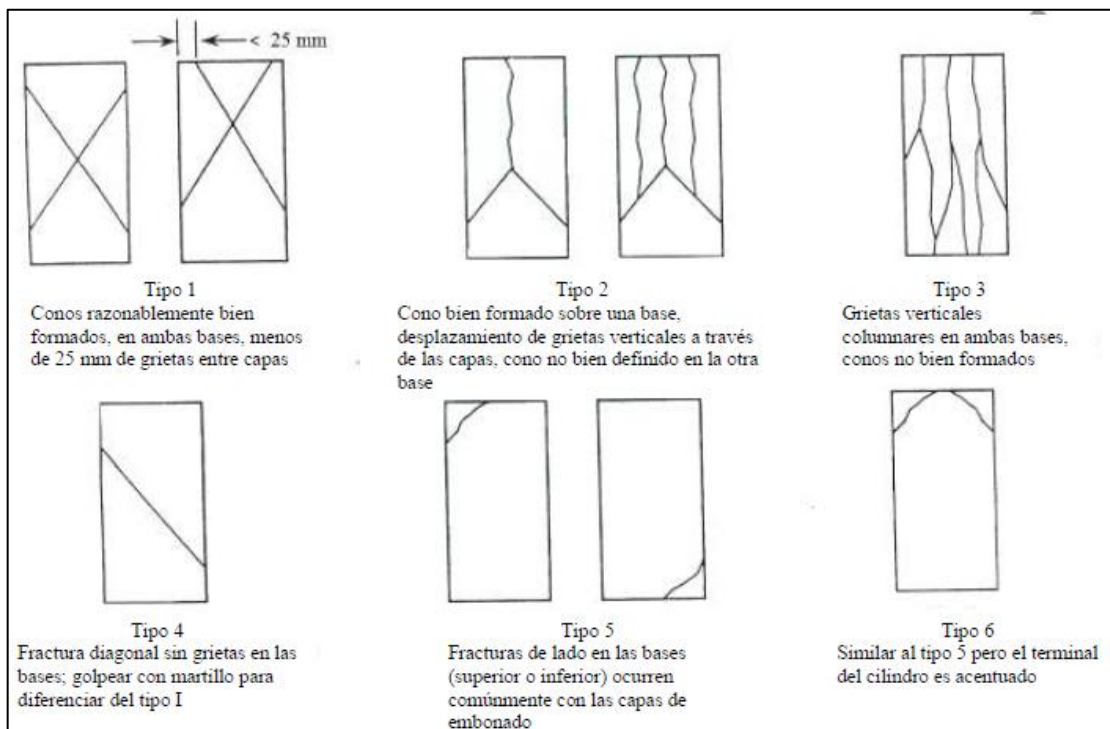 < 25 mm
Tipo 1
Conos razonablemente bien
formados, en ambas bases, menos
de 25 mm de grietas entre capas
Tipo 2
Cono bien formado sobre una base,
desplazamiento de grietas verticales a través
de las capas, cono no bien definido en la otra
base
Tipo 3
Grietas verticales
columnares en ambas bases,
conos no bien formados
Tipo 4
Fractura diagonal sin grietas en las
bases; golpear con martillo para
diferenciar del tipo I
Tipo 5
Fracturas de lado en las bases
(superior o inferior) ocurren
comúnmente con las capas de
embonado
Tipo 6
Similar al tipo 5 pero el terminal
del cilindro es acentuado